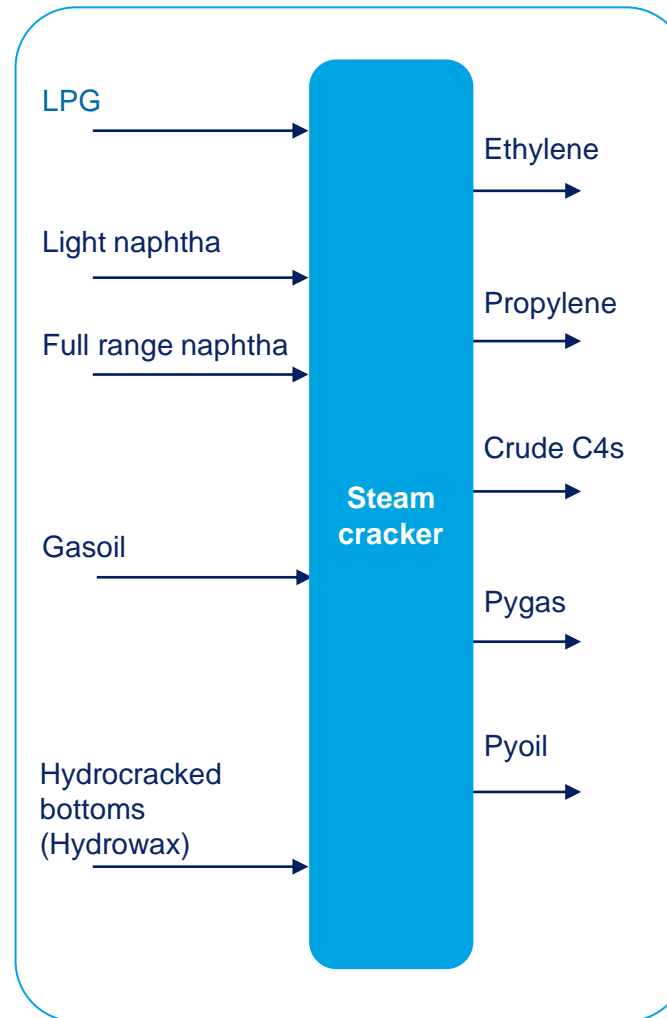 LPG
Light naphtha
Full range naphtha
Gasoil
Hydrocracked
bottoms
(Hydrowax)
Steam
cracker
Ethylene
Propylene
Crude C4s
Pygas
Pyoil